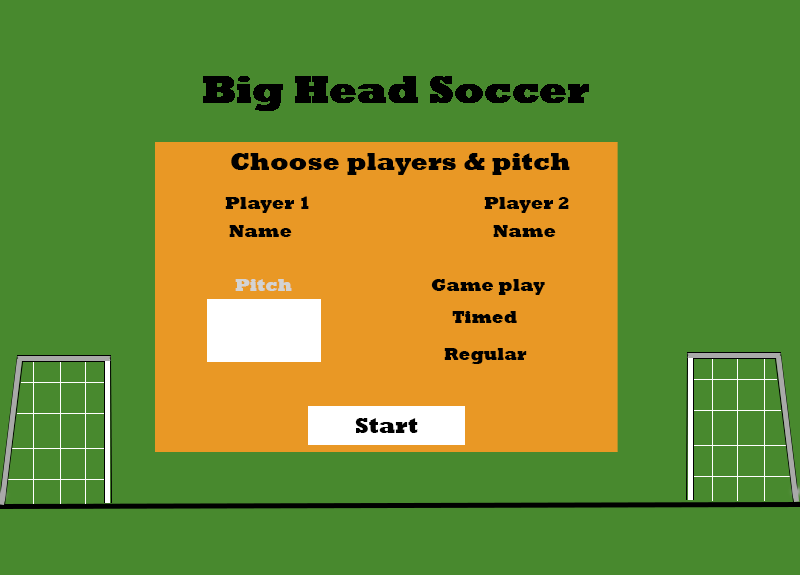 Big Head Soccer
Choose players & pitch
Player 1
Player 2
Name
Name
Pitch
Game play
Timed
Regular
Start